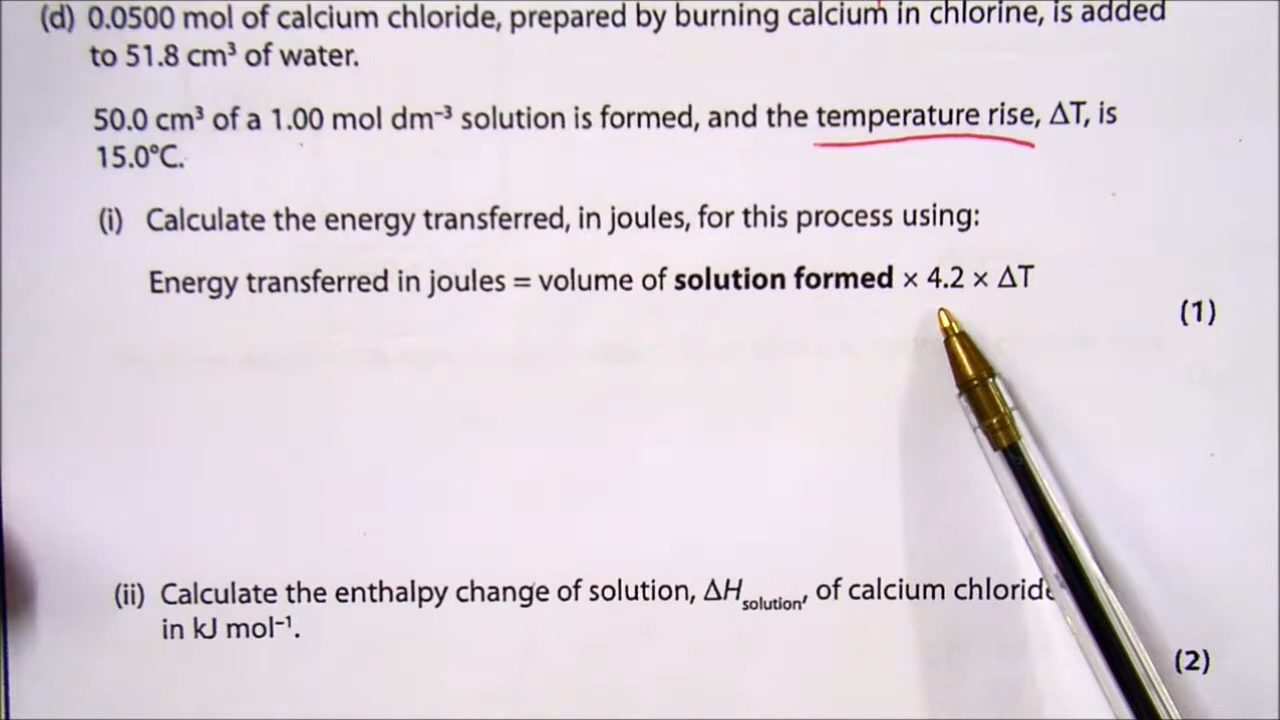 (d) 0.0500 mol of calcium chloride, prepared by burning calcium in chlorine, is added
to 51.8 cm³ of water.
50.0 cm³ of a 1.00 mol dm⁻³ solution is formed, and the temperature rise, ΔT, is
15.0°C.
(i) Calculate the energy transferred, in joules, for this process using:
Energy transferred in joules = volume of solution formed × 4.2 × ΔT
(1)
(ii) Calculate the enthalpy change of solution, ΔHsolution, of calcium chloride
in kJ mol⁻¹.
(2)